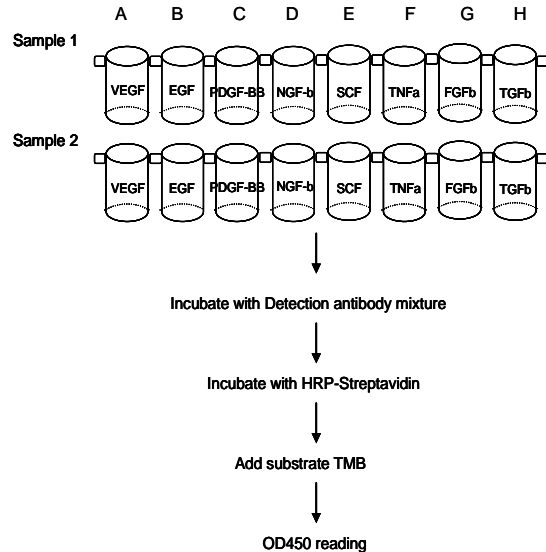 A B C D E F G H
Sample 1
VEGF EGF PDGF-BB NGF-b SCF TNFa FGFb TGFb
Sample 2
VEGF EGF PDGF-BB NGF-b SCF TNFa FGFb TGFb
Incubate with Detection antibody mixture
Incubate with HRP-Streptavidin
Add substrate TMB
OD450 reading